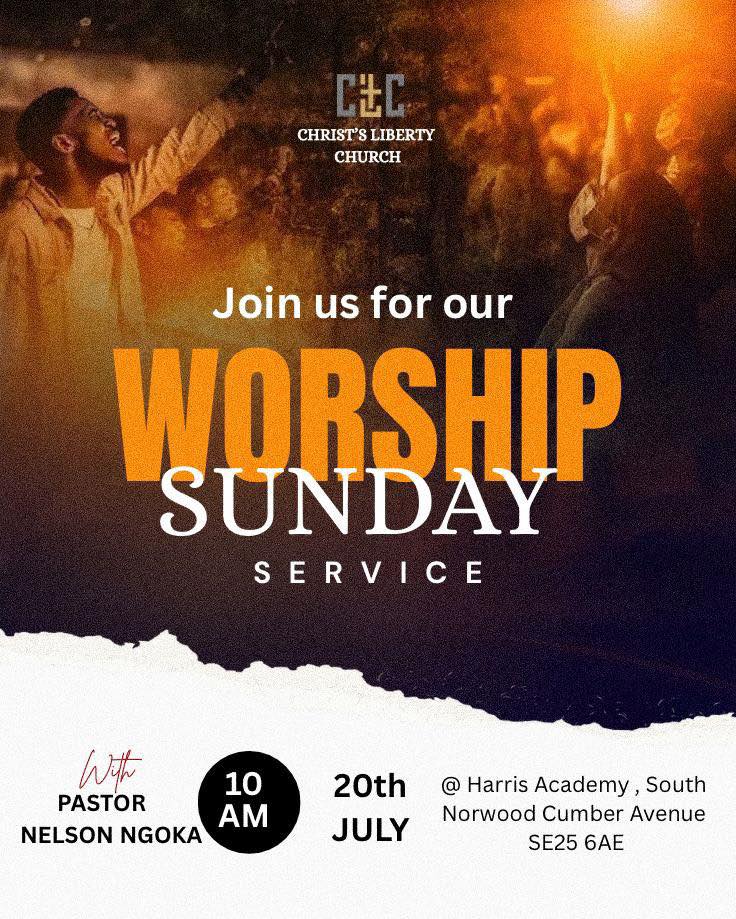 CLC
CHRIST'S LIBERTY
CHURCH
Join us for our
WORSHIP
SUNDAY
SERVICE
With
PASTOR
NELSON NGOKA
10
AM
20th
JULY
@ Harris Academy , South
Norwood Cumber Avenue
SE25 6AE